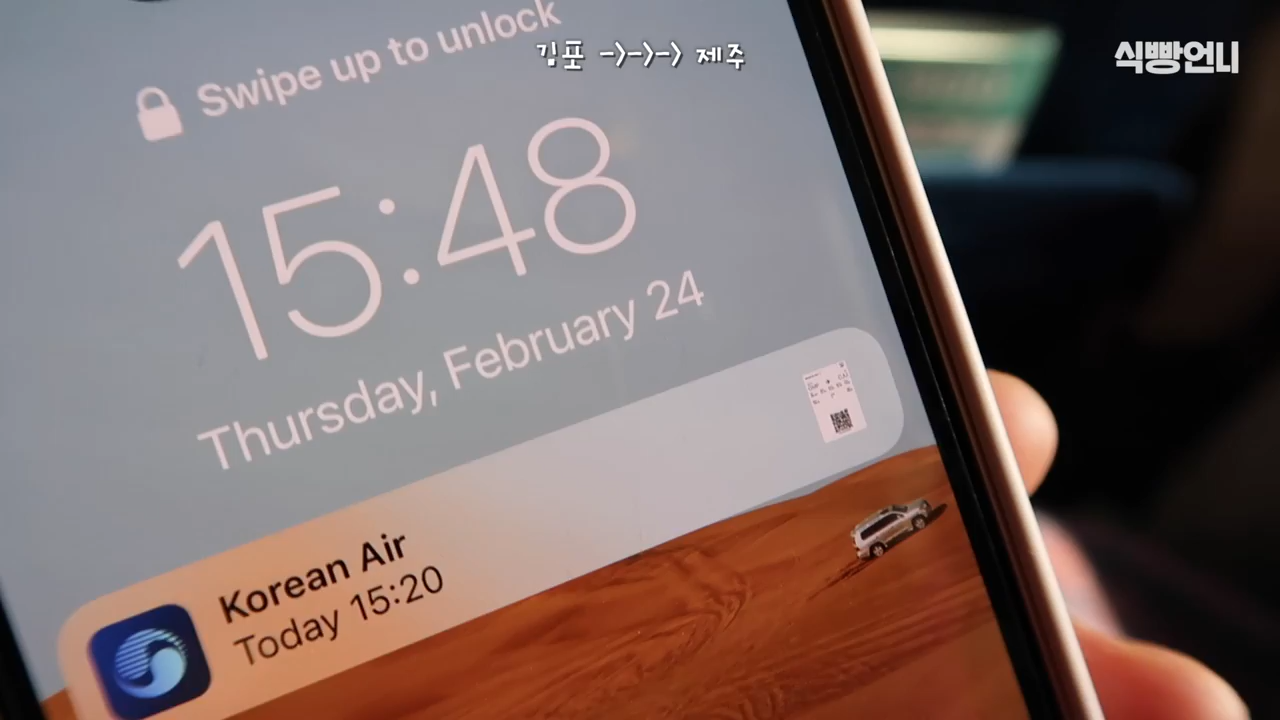 Swipe up to unlock
김포 ->->-> 제주
식빵언니
15:48
Thursday, February 24
Korean Air
Today 15:20